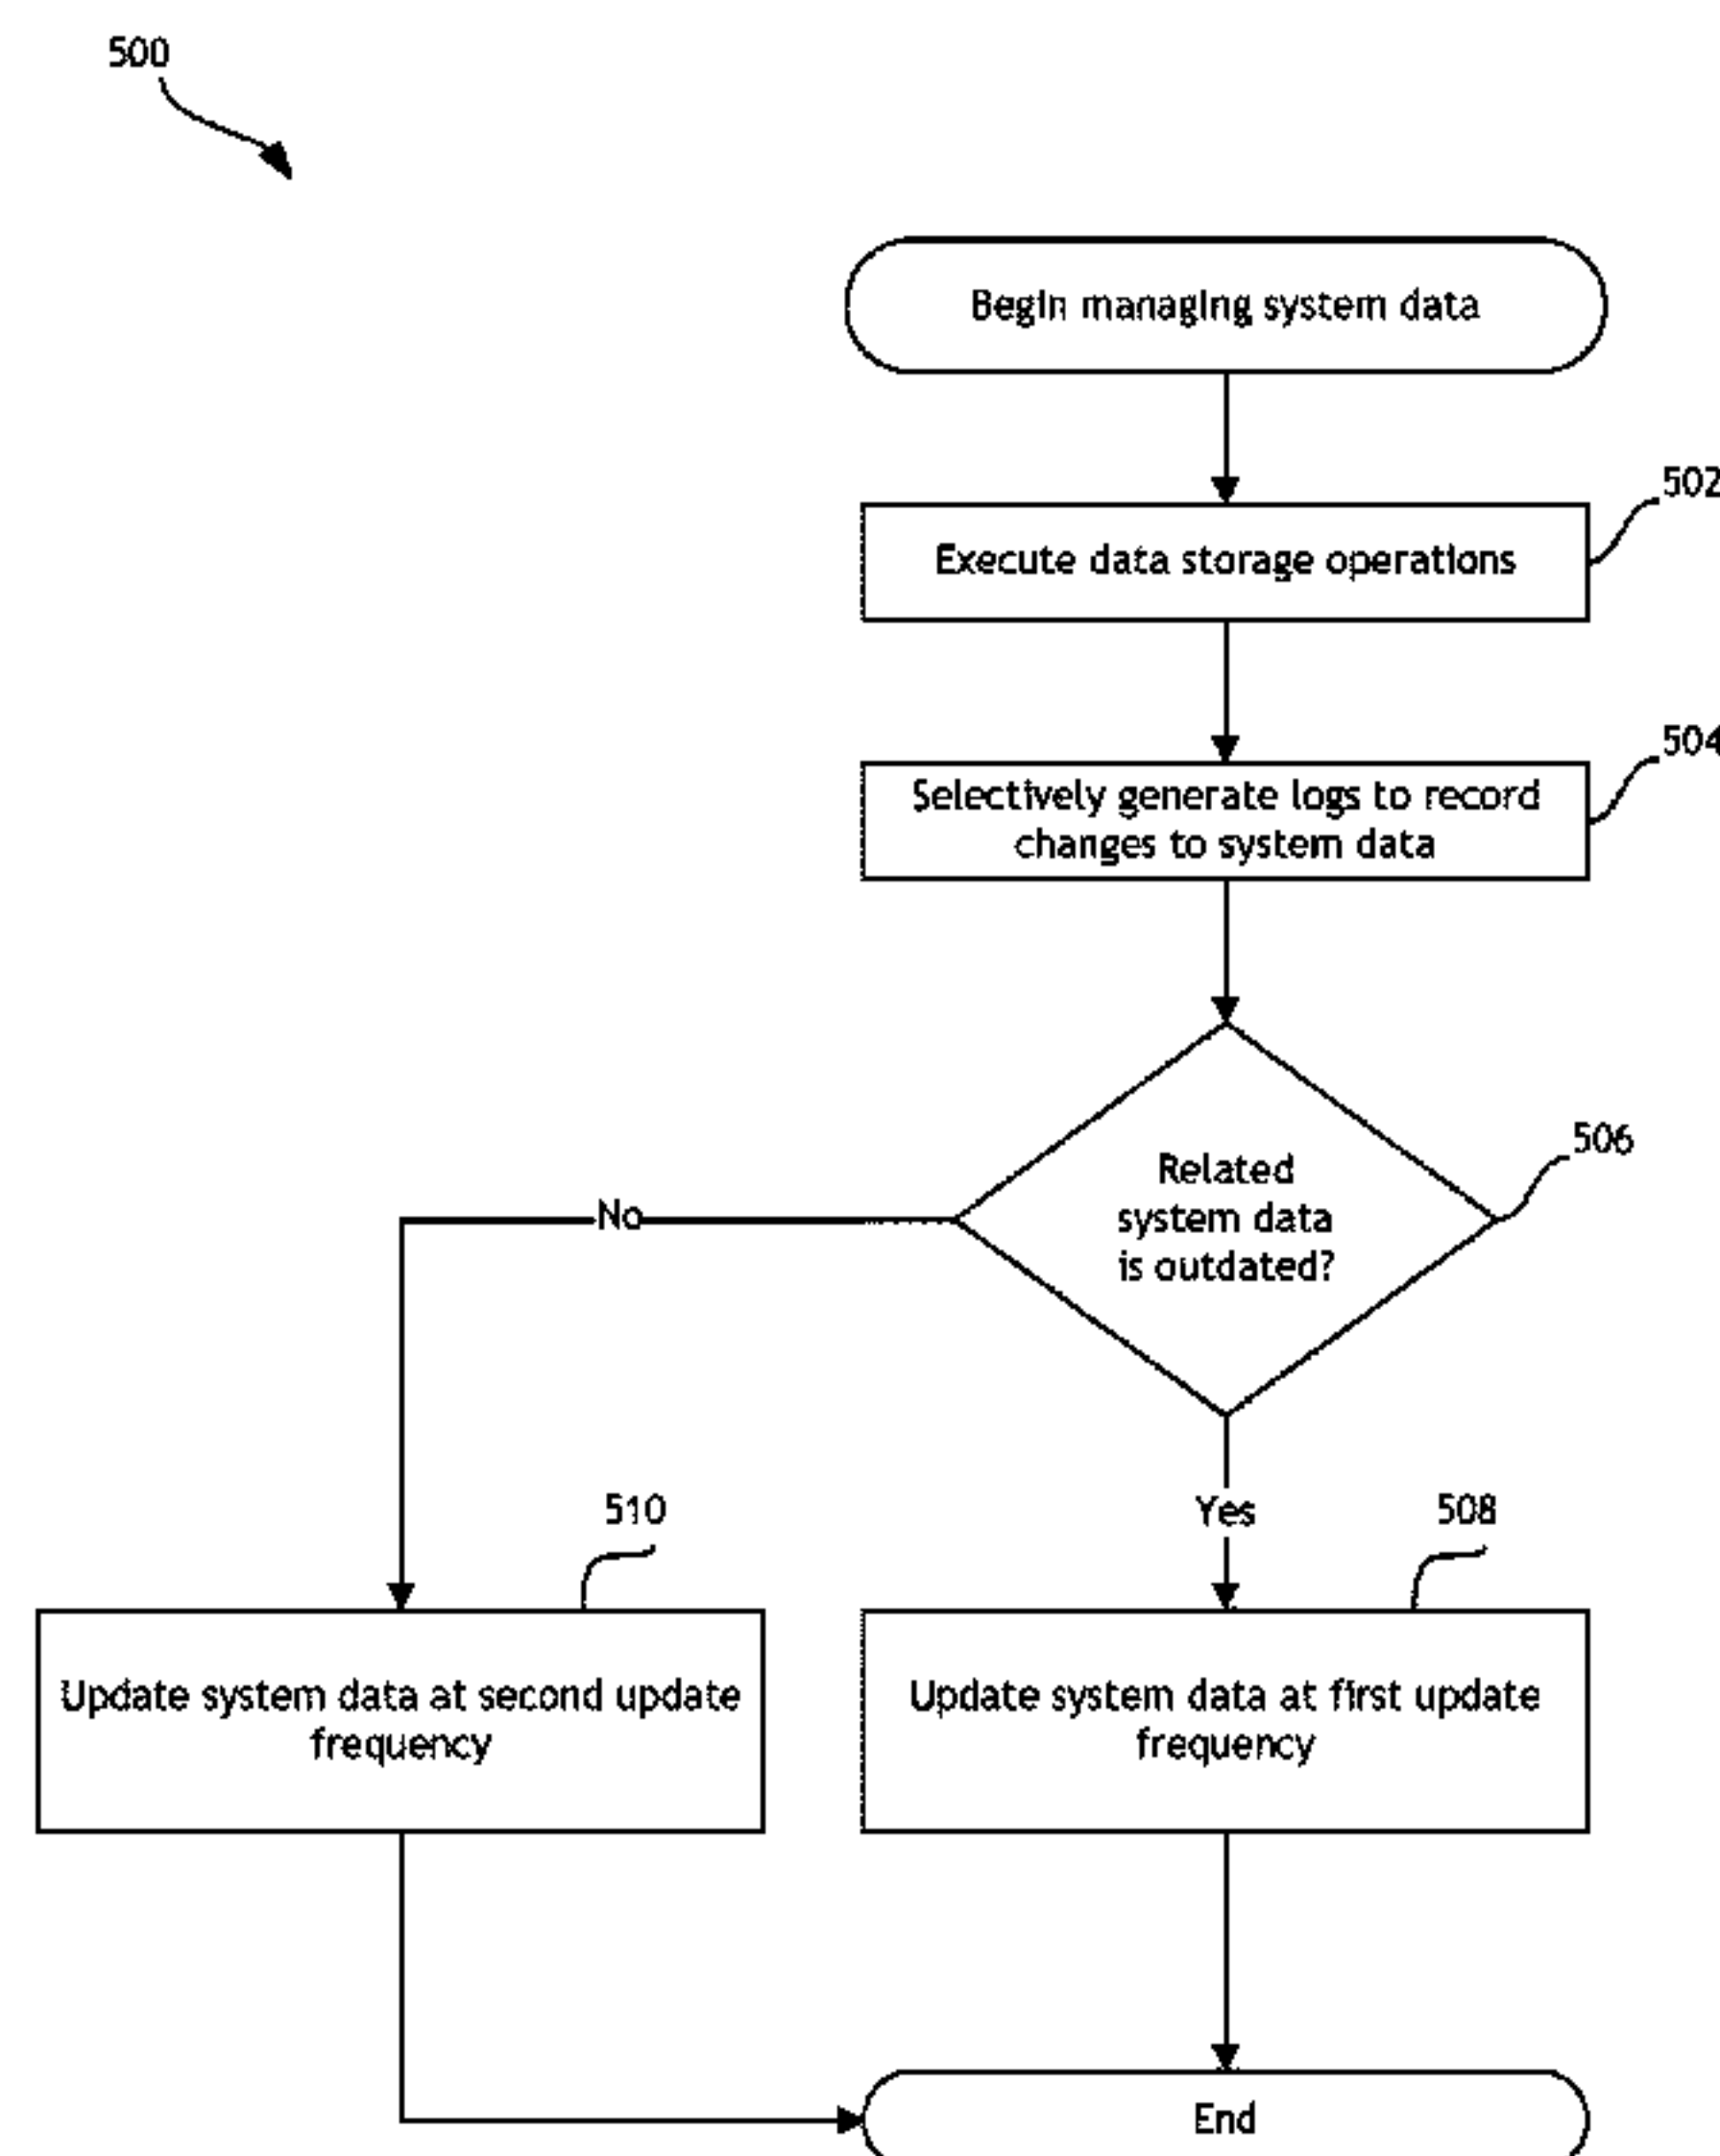 500
Begin managing system data
502
Execute data storage operations
504
Selectively generate logs to record
changes to system data
506
Related
system data
is outdated?
No
Yes
510
508
Update system data at second update
frequency
Update system data at first update
frequency
End